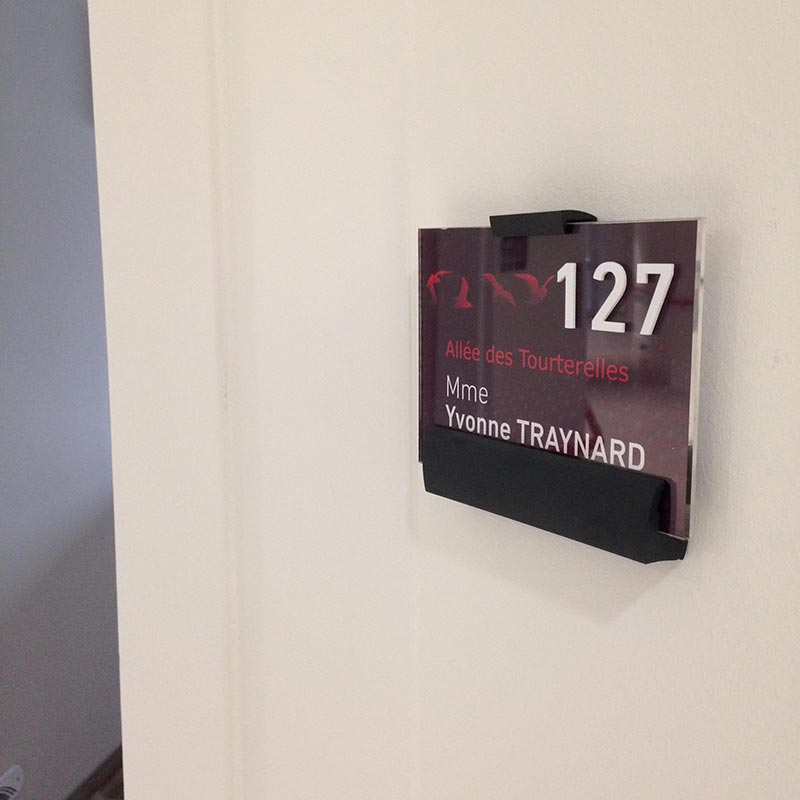 127
Allée des Tourterelles
Mme
Yvonne TRAYNARD